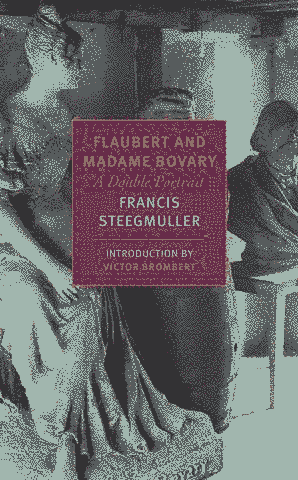 FLAUBERT AND
MADAME BOVARY
A Double Portrait
FRANCIS
STEEGMULLER
INTRODUCTION BY
VICTOR BROMBERT